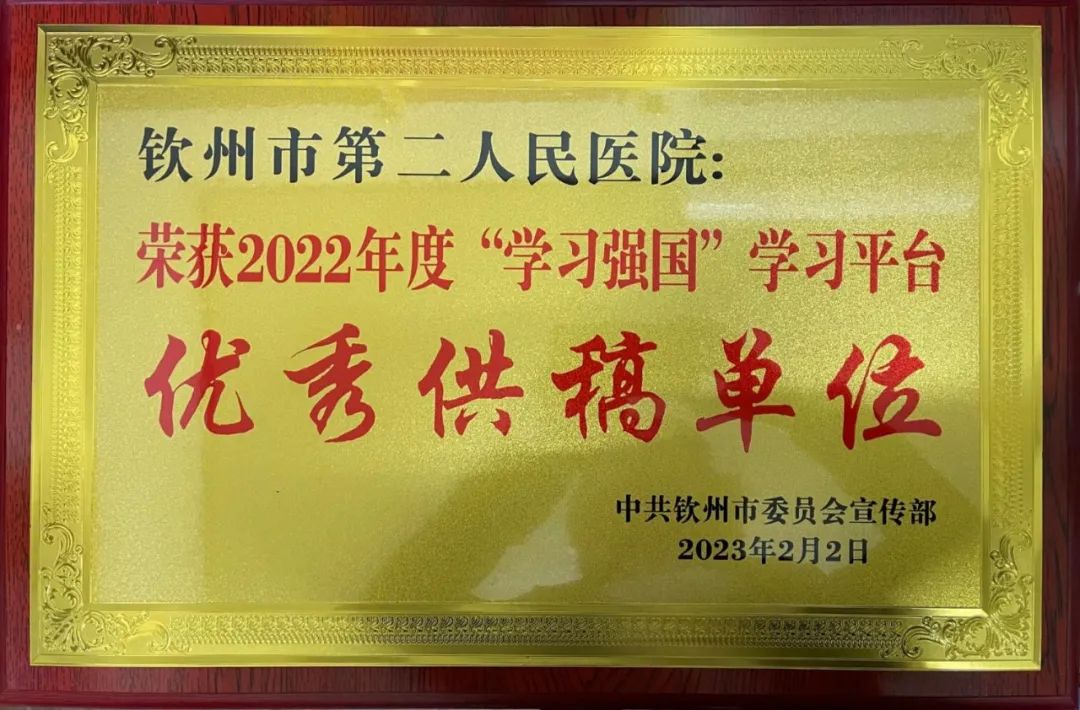 钦州市第二人民医院:
荣获2022年度“学习强国”学习平台
优秀供稿单位
中共钦州市委员会宣传部
2023年2月2日